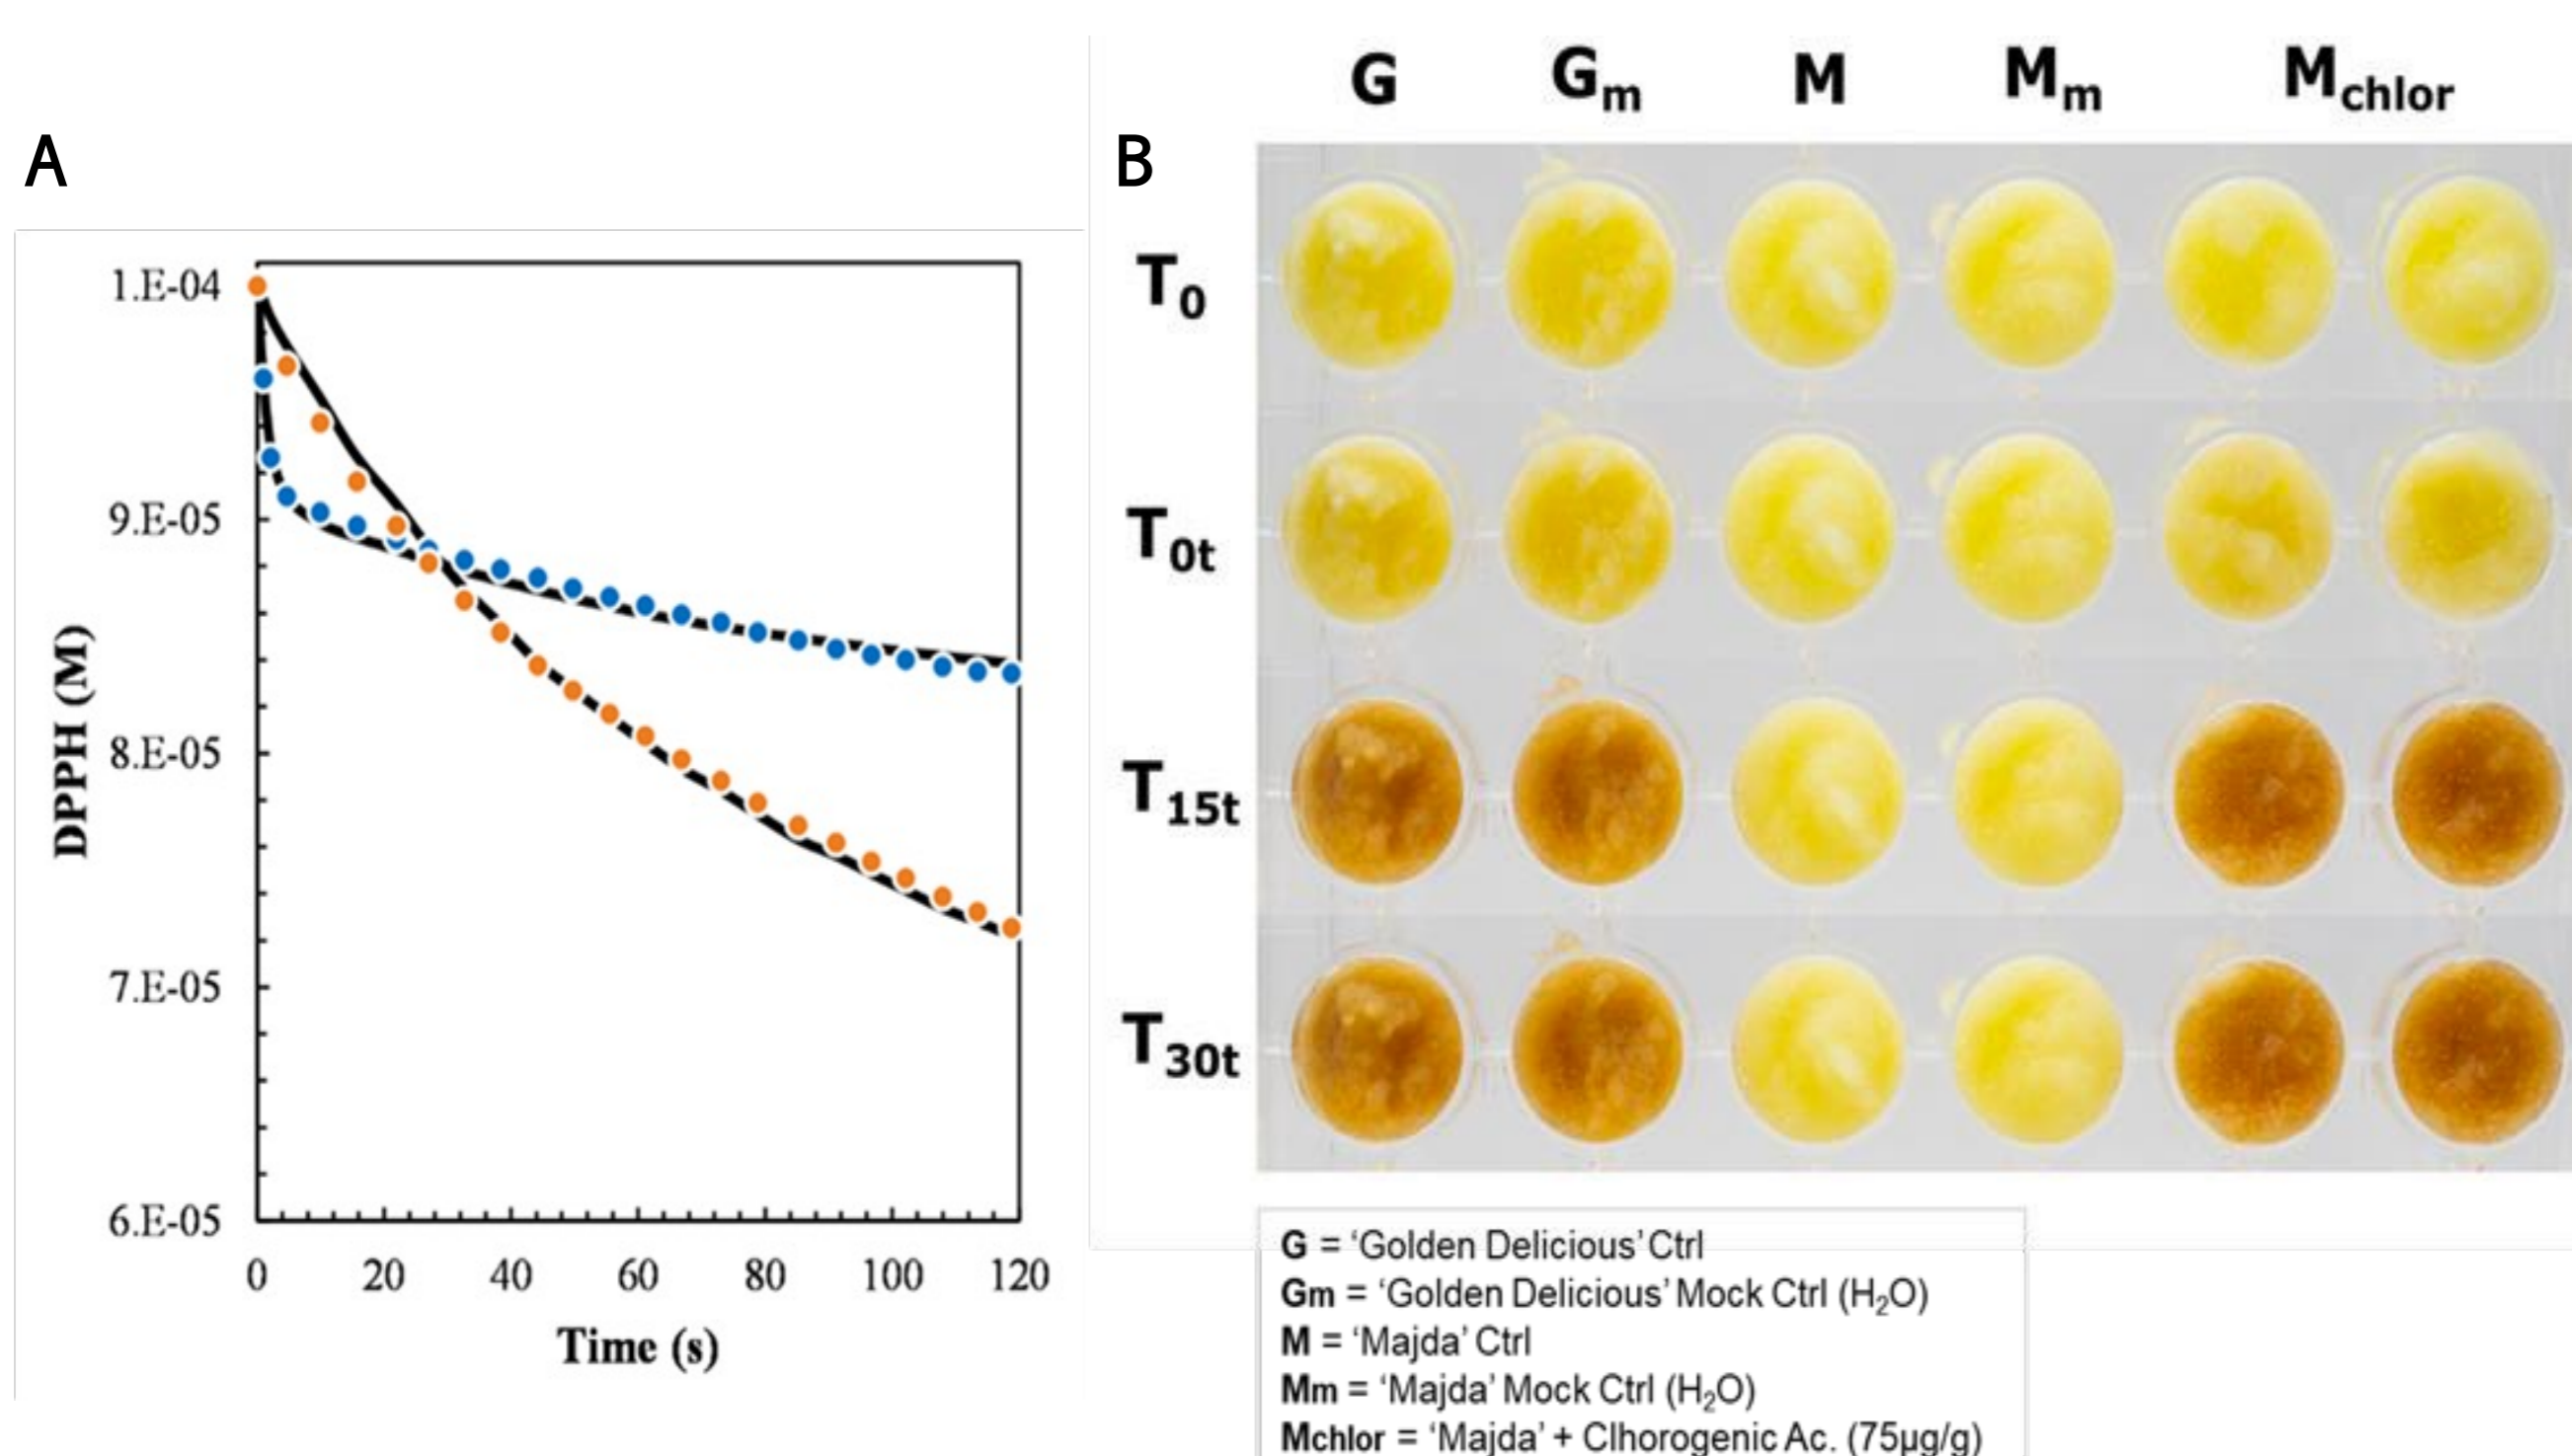 A
1.E-04
9.E-05
8.E-05
7.E-05
6.E-05
DPPH (M)
0 20 40 60 80 100 120
Time (s)
B
G Gm M Mm Mchlor
T0
T0t
T15t
T30t
G = ‘Golden Delicious’ Ctrl
Gm = ‘Golden Delicious’ Mock Ctrl (H2O)
M = ‘Majda’ Ctrl
Mm = ‘Majda’ Mock Ctrl (H2O)
Mchlor = ‘Majda’ + Clhorogenic Ac. (75µg/g)